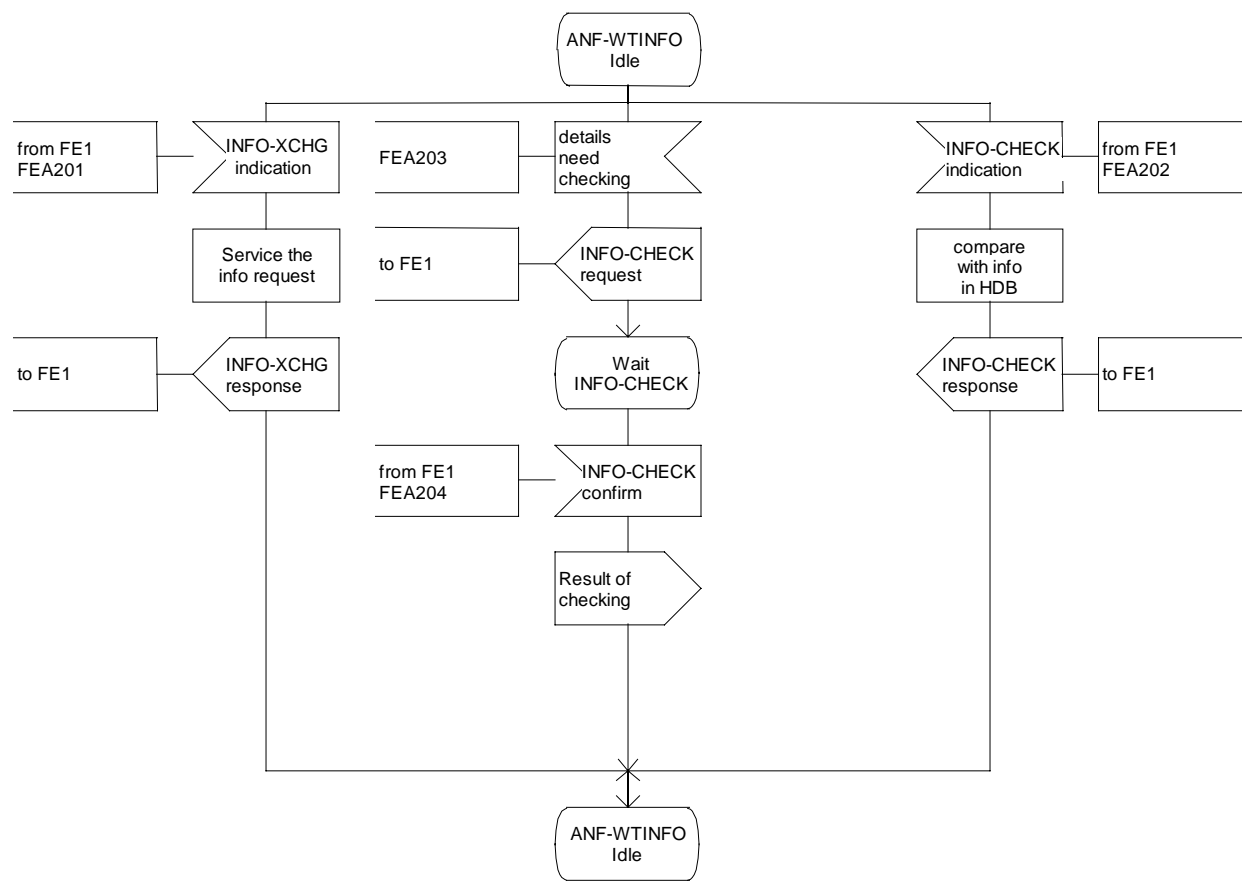 ANF-WTINFO
Idle
from FE1
FEA201
INFO-XCHG
indication
FEA203
details
need
checking
INFO-CHECK
indication
from FE1
FEA202
Service the
info request
to FE1
INFO-CHECK
request
compare
with info
in HDB
to FE1
INFO-XCHG
response
Wait
INFO-CHECK
INFO-CHECK
response
to FE1
from FE1
FEA204
INFO-CHECK
confirm
Result of
checking
ANF-WTINFO
Idle